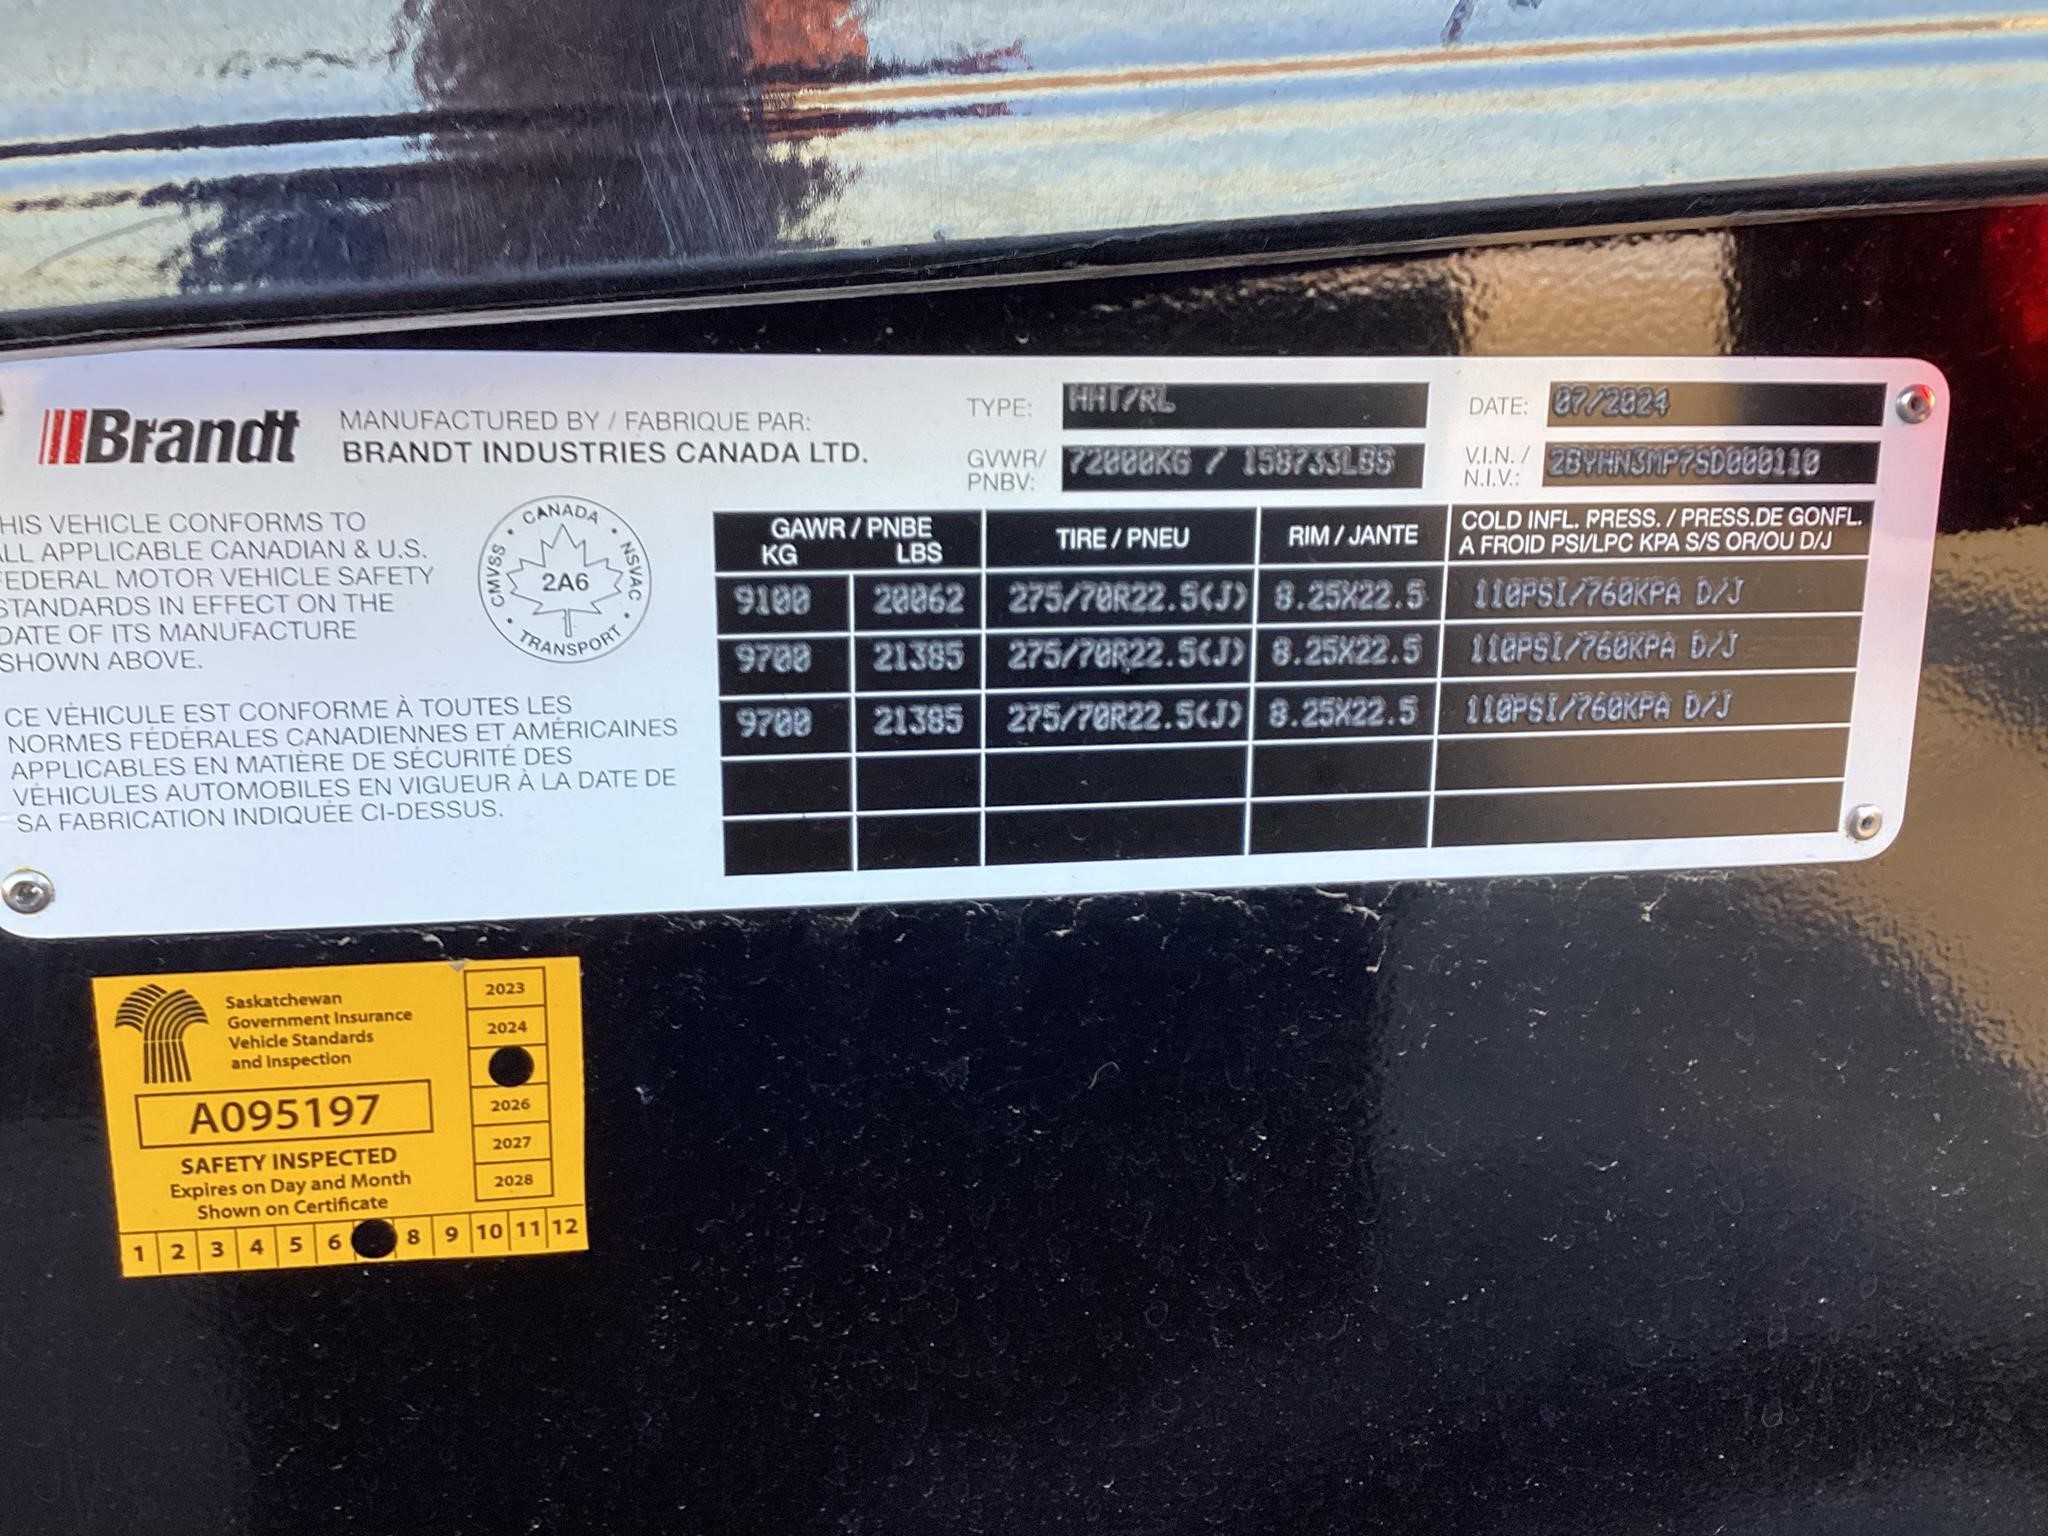 Brandt
MANUFACTURED BY / FABRIQUE PAR:
BRANDT INDUSTRIES CANADA LTD.
TYPE: HHT/RL
DATE: 07/2024
GVWR/
PNBV: 72000KG / 158733LBS
V.I.N. /
N.I.V.: 2BYHN3MP7SD000110
HIS VEHICLE CONFORMS TO
LL APPLICABLE CANADIAN & U.S.
FEDERAL MOTOR VEHICLE SAFETY
STANDARDS IN EFFECT ON THE
DATE OF ITS MANUFACTURE
SHOWN ABOVE.
CANADA
CMVSS
NSVAC
2A6
TRANSPORT
CE VÉHICULE EST CONFORME À TOUTES LES
NORMES FÉDÉRALES CANADIENNES ET AMÉRICAINES
APPLICABLES EN MATIÈRE DE SÉCURITÉ DES
VÉHICULES AUTOMOBILES EN VIGUEUR À LA DATE DE
SA FABRICATION INDIQUÉE CI-DESSUS.
GAWR / PNBE
KG LBS
TIRE / PNEU
RIM / JANTE
COLD INFL. PRESS. / PRESS.DE GONFL.
A FROID PSI/LPC KPA S/S OR/OU D/J
9100 20062 275/70R22.5(J) 8.25X22.5 110PSI/760KPA D/J
9700 21385 275/70R22.5(J) 8.25X22.5 110PSI/760KPA D/J
9700 21385 275/70R22.5(J) 8.25X22.5 110PSI/760KPA D/J
Saskatchewan
Government Insurance
Vehicle Standards
and Inspection
A095197
SAFETY INSPECTED
Expires on Day and Month
Shown on Certificate
2023
2024
2026
2027
2028
1 2 3 4 5 6 8 9 10 11 12